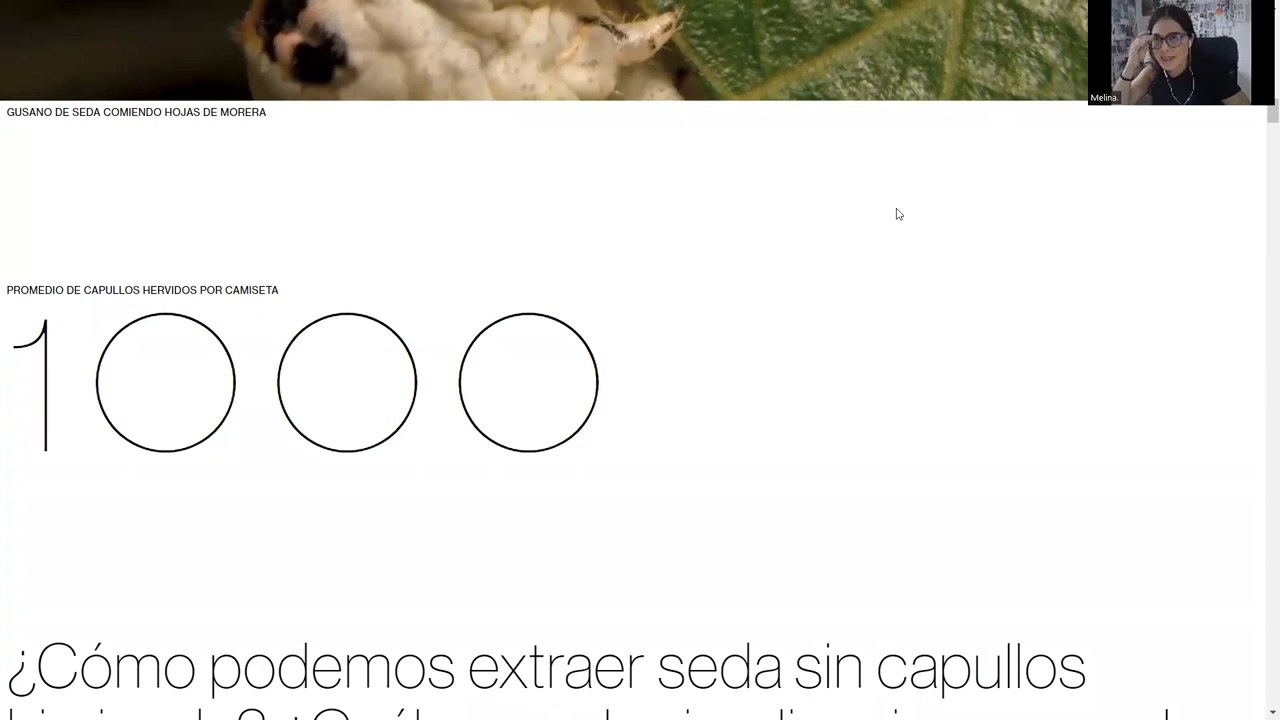 Melina.
GUSANO DE SEDA COMIENDO HOJAS DE MORERA
PROMEDIO DE CAPULLOS HERVIDOS POR CAMISETA
1000
¿Cómo podemos extraer seda sin capullos